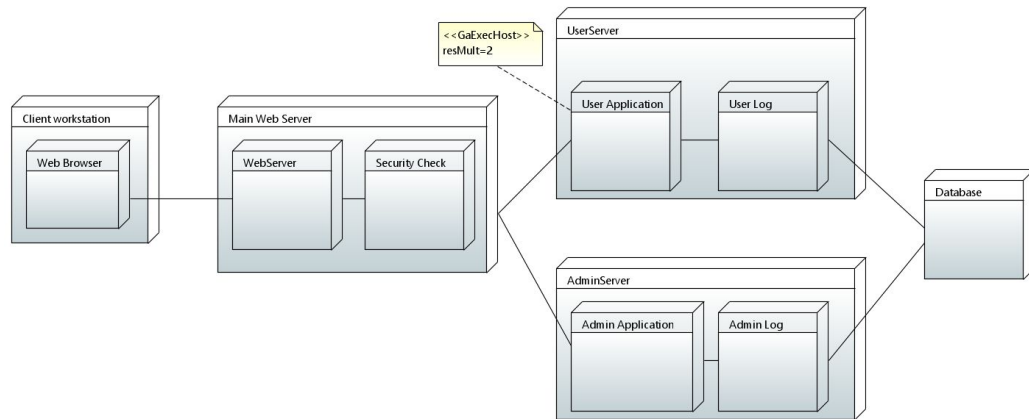 <<GaExecHost>>
resMult=2
UserServer
User Application
User Log
Client workstation
Web Browser
Main Web Server
WebServer
Security Check
Database
AdminServer
Admin Application
Admin Log